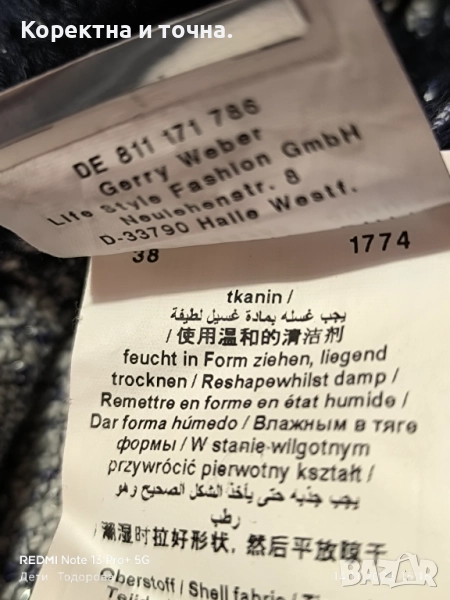 Коректна и точна.
DE 811 171 786
Gerry Weber
Life Style Fashion GmbH
Neulehenstr. 8
D-33790 Halle Westf.
38 1774
tkanin /
يجب غسله بمادة غسيل لطيفة
/ 使用温和的清洁剂
feucht in Form ziehen, liegend
trocknen / Reshapewhilst damp /
Remettre en forme en état humide /
Dar forma húmedo / Влажным в тяге
формы / W stanie wilgotnym
przywrócić pierwotny kształt /
يجب جذبه حتى يأخذ الشكل الصحيح وهو
رطب
/ 潮湿时拉好形状，然后平放晾干
REDMI Note 13 Pro+ 5G
Дети Тодорова
BAZAR
Oberstoff / Shell fabric /